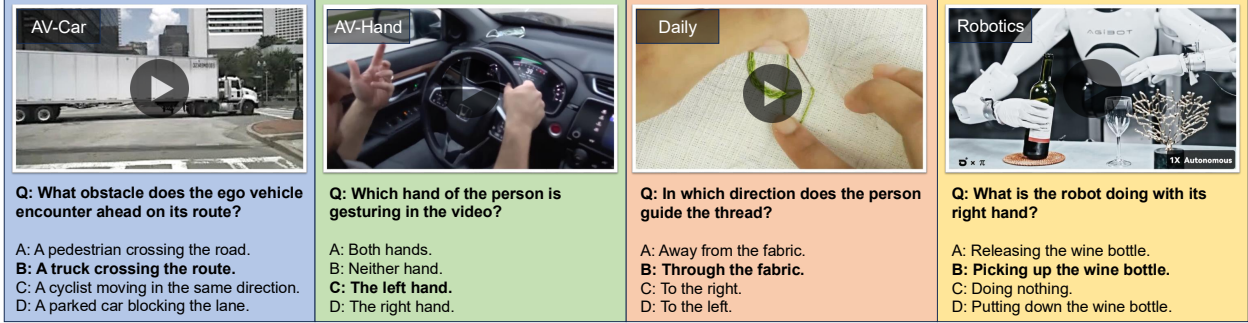 AV-Car
Q: What obstacle does the ego vehicle
encounter ahead on its route?
A: A pedestrian crossing the road.
B: A truck crossing the route.
C: A cyclist moving in the same direction.
D: A parked car blocking the lane.
AV-Hand
Q: Which hand of the person is
gesturing in the video?
A: Both hands.
B: Neither hand.
C: The left hand.
D: The right hand.
Daily
Q: In which direction does the person
guide the thread?
A: Away from the fabric.
B: Through the fabric.
C: To the right.
D: To the left.
Robotics
AGIBOT
1X Autonomous
Q: What is the robot doing with its
right hand?
A: Releasing the wine bottle.
B: Picking up the wine bottle.
C: Doing nothing.
D: Putting down the wine bottle.